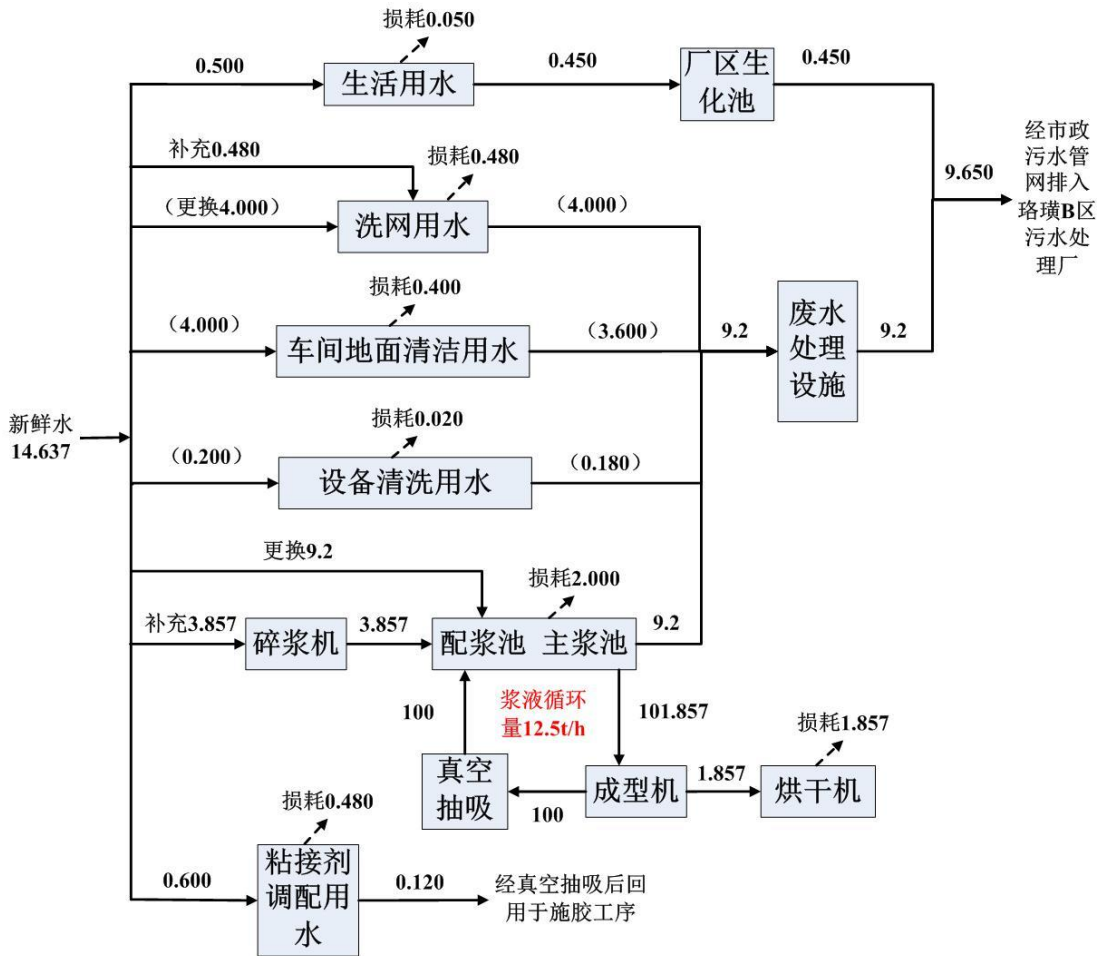 损耗0.050
0.500
生活用水
0.450
厂区生
化池
0.450
补充0.480
损耗0.480
（更换4.000）
洗网用水
（4.000）
9.650
经市政
污水管
网排入
珞璜B区
污水处
理厂
损耗0.400
（4.000）
车间地面清洁用水
（3.600）
9.2
废水
处理
设施
9.2
新鲜水
14.637
损耗0.020
（0.200）
设备清洗用水
（0.180）
更换9.2
损耗2.000
补充3.857
碎浆机
3.857
配浆池 主浆池
9.2
100
浆液循环
量12.5t/h
101.857
损耗1.857
真空
抽吸
100
成型机
1.857
烘干机
损耗0.480
0.600
粘接剂
调配用
水
0.120
经真空抽吸后回
用于施胶工序